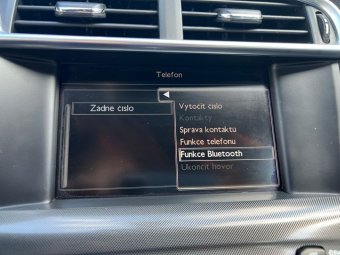 Telefon
Zadne cislo
Vytocit cislo
Kontakty
Sprava kontaktu
Funkce telefonu
Funkce Bluetooth
Ukoncit hovor